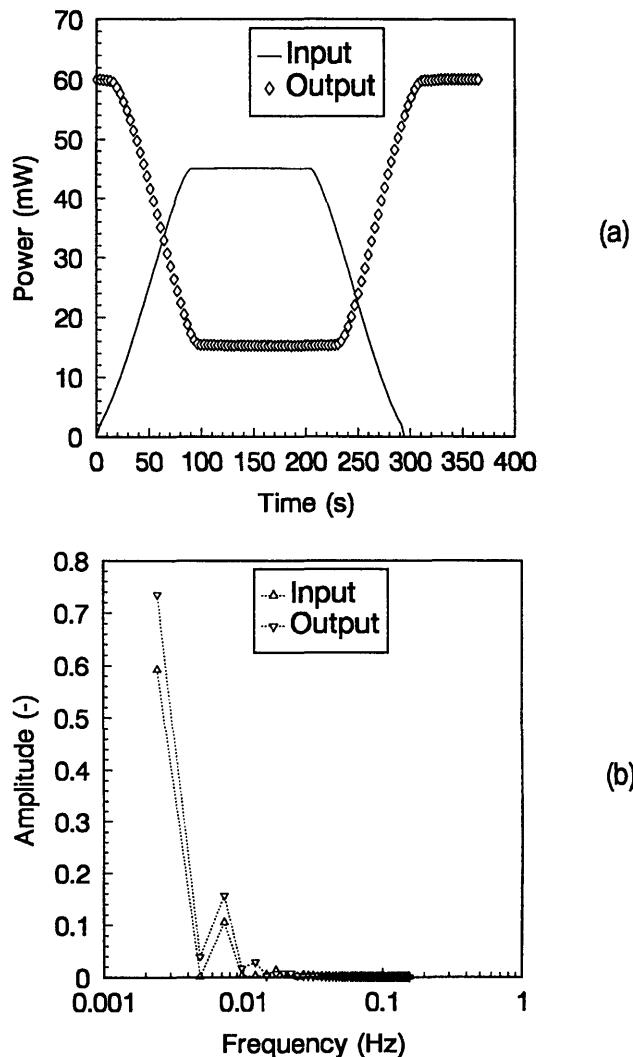 70
60
50
40
30
20
10
0
Power (mW)
Input
Output
0 50 100 150 200 250 300 350 400
Time (s)
(a)
0.8
0.7
0.6
0.5
0.4
0.3
0.2
0.1
0
Amplitude (-)
Input
Output
0.001 0.01 0.1 1
Frequency (Hz)
(b)